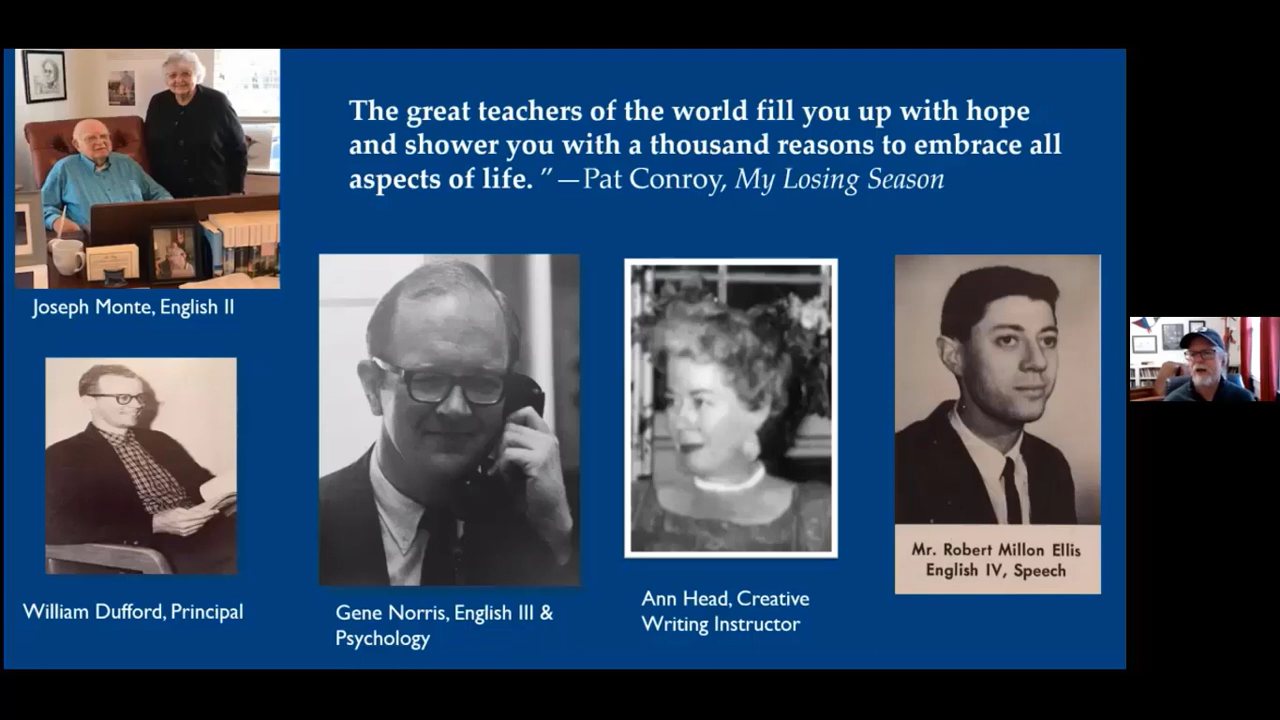 The great teachers of the world fill you up with hope
and shower you with a thousand reasons to embrace all
aspects of life. ” —Pat Conroy, My Losing Season
Joseph Monte, English II
William Dufford, Principal
Gene Norris, English III &
Psychology
Ann Head, Creative
Writing Instructor
Mr. Robert Millon Ellis
English IV, Speech